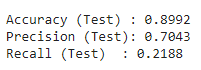 Accuracy (Test) : 0.8992
Precision (Test): 0.7043
Recall (Test)  : 0.2188